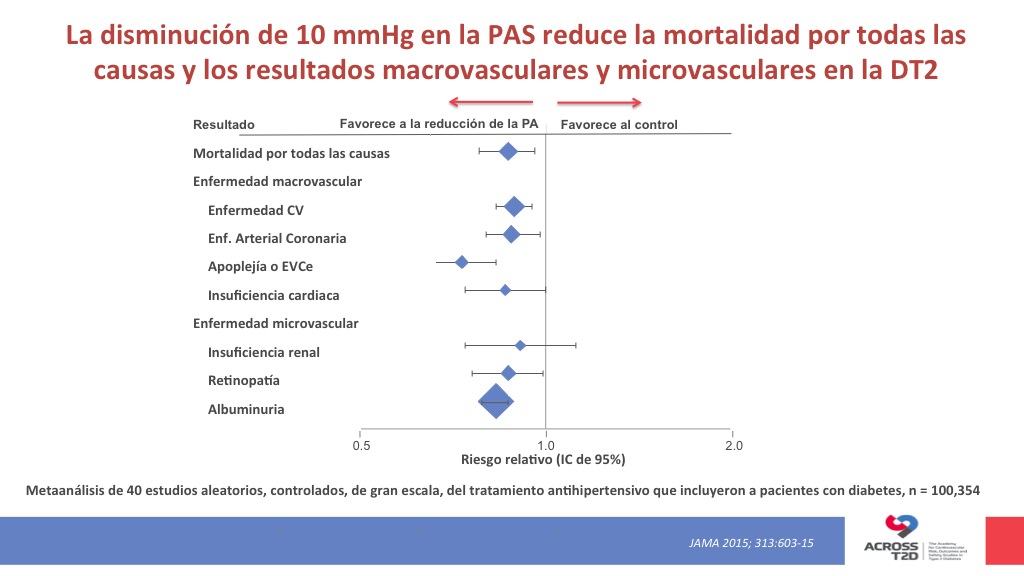 La disminución de 10 mmHg en la PAS reduce la mortalidad por todas las
causas y los resultados macrovasculares y microvasculares en la DT2
Resultado Favorece a la reducción de la PA Favorece al control
Mortalidad por todas las causas
Enfermedad macrovascular
Enfermedad CV
Enf. Arterial Coronaria
Apoplejía o EVCe
Insuficiencia cardiaca
Enfermedad microvascular
Insuficiencia renal
Retinopatía
Albuminuria
0.5 1.0 2.0
Riesgo relativo (IC de 95%)
Metaanálisis de 40 estudios aleatorios, controlados, de gran escala, del tratamiento antihipertensivo que incluyeron a pacientes con diabetes, n = 100,354
JAMA 2015; 313:603-15
ACROSS
T2D
The Academy
for Cardiovascular
Risk, Outcomes and
Safety Studies in
Type 2 Diabetes